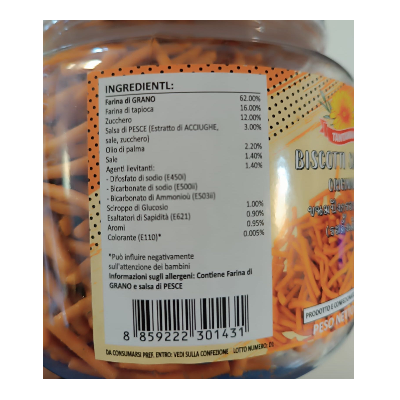 INGREDIENTL:
Farina di GRANO 62.00%
Farina di tapioca 16.00%
Zucchero 12.00%
Salsa di PESCE (Estratto di ACCIUGHE, 3.00%
sale, zucchero)
Olio di palma 2.20%
Sale 1.40%
Agenti lievitanti: 1.40%
- Difosfato di sodio (E450i)
- Bicarbonato di sodio (E500ii)
- Bicarbonato di Ammonioù (E503ii)
Sciroppo di Glucosio 1.00%
Esaltatori di Sapidità (E621) 0.90%
Aromi 0.95%
Colorante (E110)* 0.005%
*Può influire negativamente
sull'attenzione dei bambini
Informazioni sugli allergeni: Contiene Farina di
GRANO e salsa di PESCE
8 859222 301431
DA CONSUMARSI PREF. ENTRO: VEDI SULLA CONFEZIONE LOTTO NUMERO:
BISCOTTI
PRODOTTO E
PESO